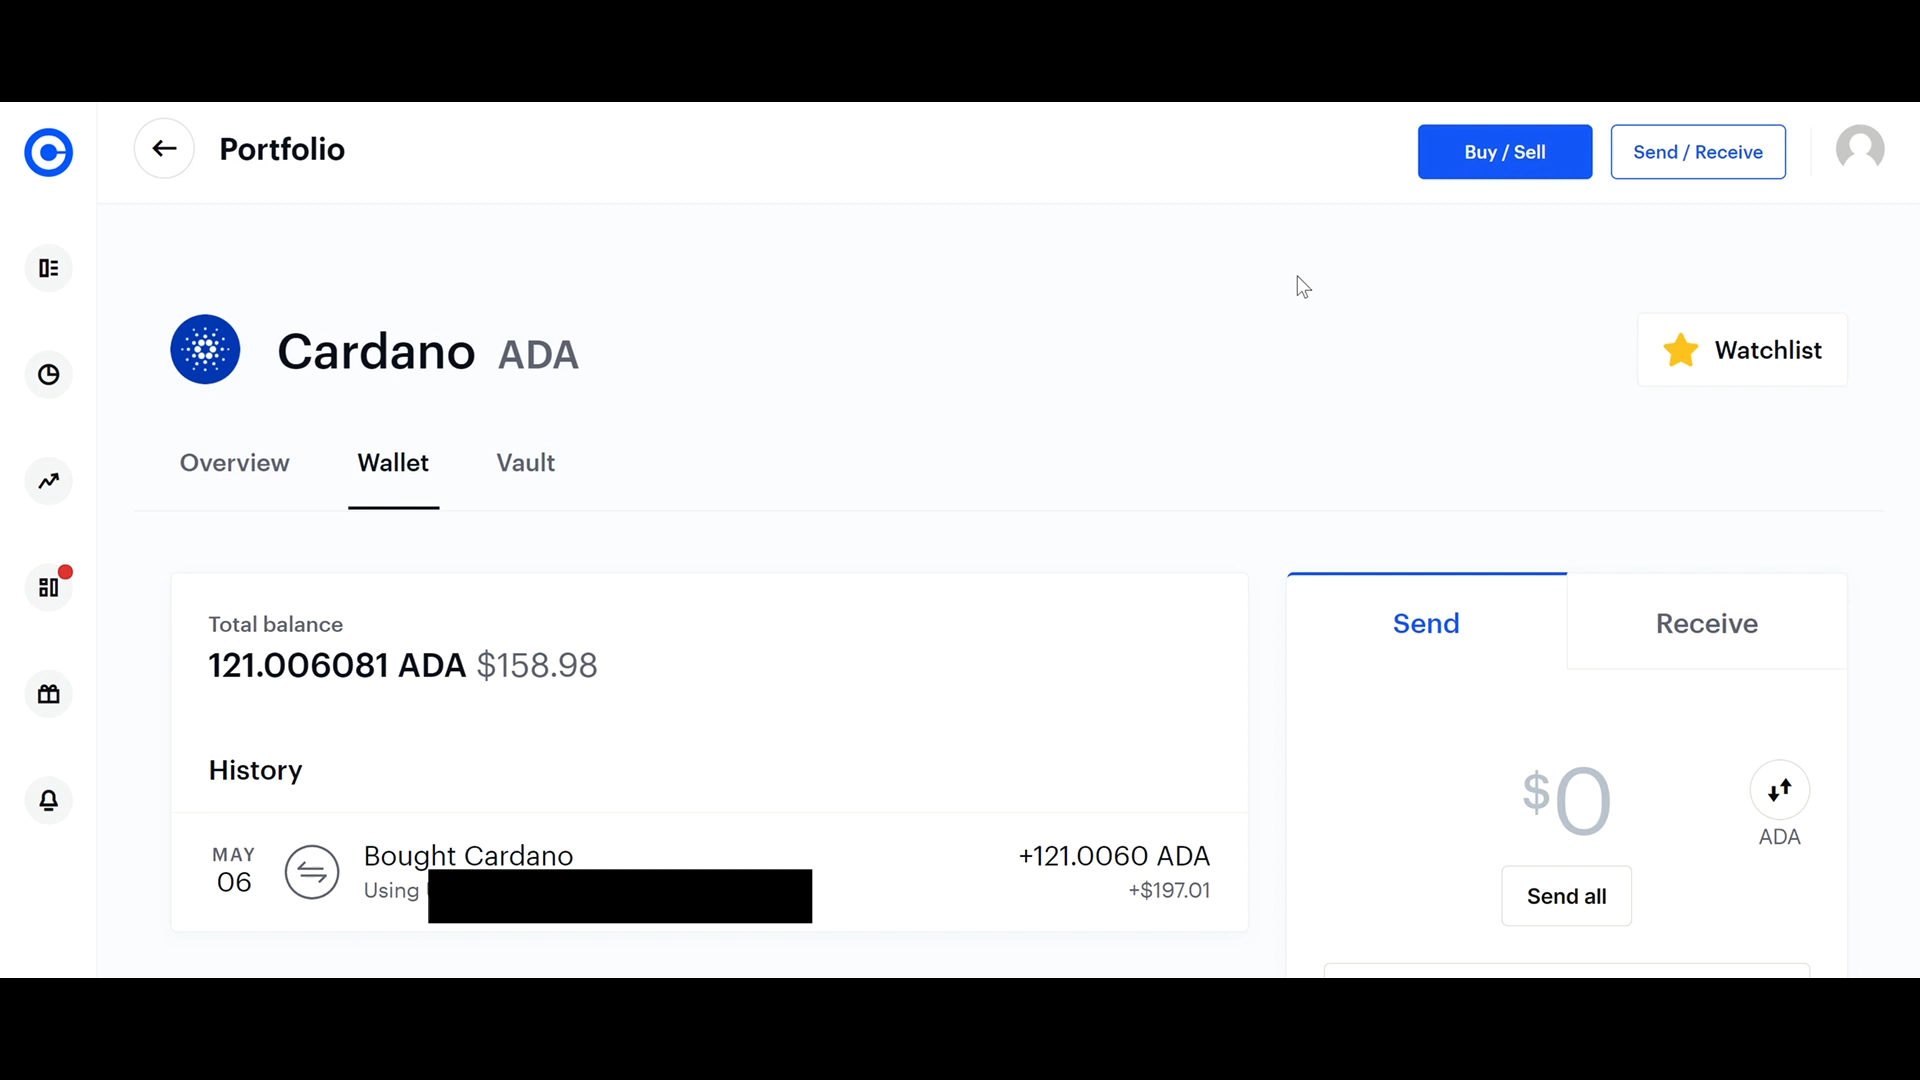 Portfolio
Buy / Sell
Send / Receive
Cardano ADA
Watchlist
Overview
Wallet
Vault
Total balance
121.006081 ADA $158.98
History
MAY
06
Bought Cardano
Using
+121.0060 ADA
+$197.01
Send
Receive
$0
ADA
Send all